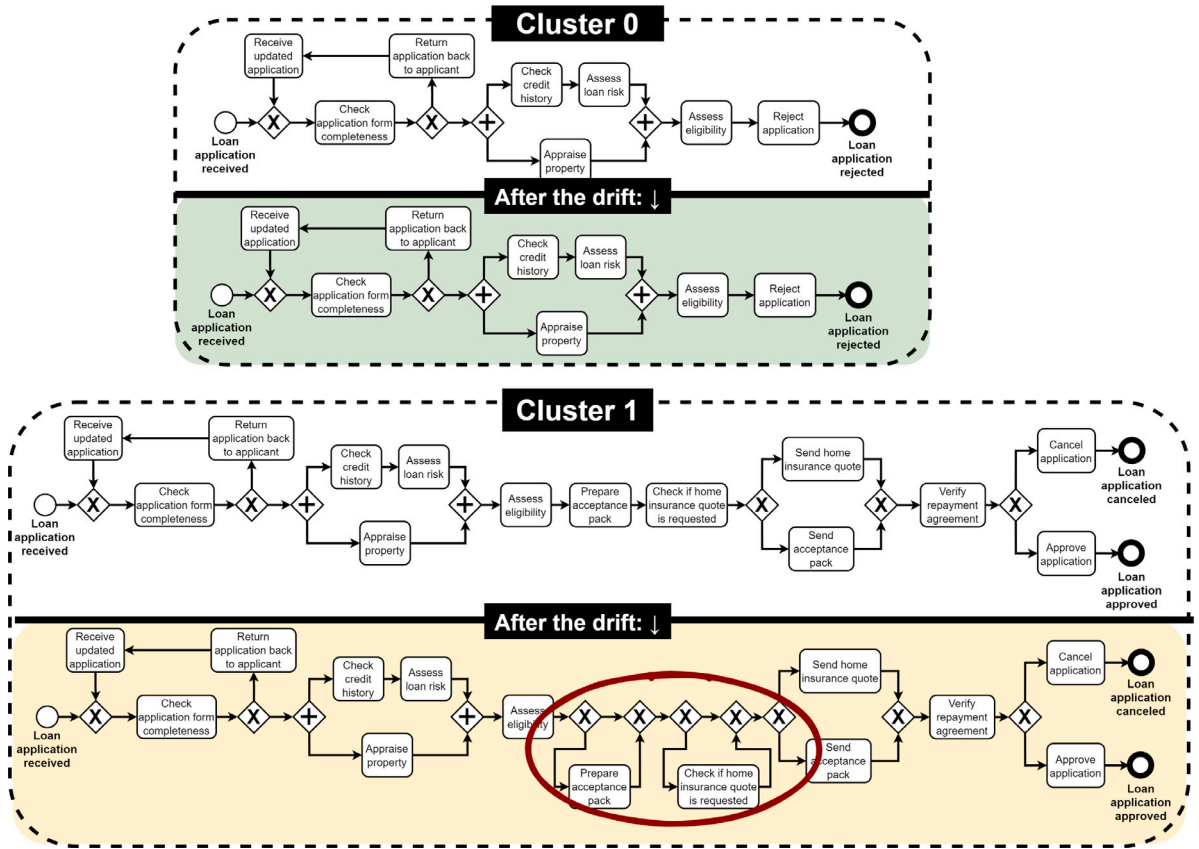 Cluster 0
Receive
updated
application
Return
application back
to applicant
Check
credit
history
Assess
loan risk
Loan
application
received
X
Check
application form
completeness
X
Appraise
property
Assess
eligibility
Reject
application
Loan
application
rejected
After the drift: ↓
Receive
updated
application
Return
application back
to applicant
Check
credit
history
Assess
loan risk
Loan
application
received
X
Check
application form
completeness
X
Appraise
property
Assess
eligibility
Reject
application
Loan
application
rejected
Cluster 1
Receive
updated
application
Return
application back
to applicant
Check
credit
history
Assess
loan risk
Loan
application
received
X
Check
application form
completeness
X
Appraise
property
Assess
eligibility
Prepare
acceptance
pack
Check if home
insurance quote
is requested
X
Send home
insurance quote
Send
acceptance
pack
X
Verify
repayment
agreement
X
Cancel
application
Loan
application
canceled
Approve
application
Loan
application
approved
After the drift: ↓
Receive
updated
application
Return
application back
to applicant
Check
credit
history
Assess
loan risk
Loan
application
received
X
Check
application form
completeness
X
Appraise
property
Assess
eligibility
X
Prepare
acceptance
pack
X
X
Check if home
insurance quote
is requested
X
X
Send home
insurance quote
Send
acceptance
pack
X
Verify
repayment
agreement
X
Cancel
application
Loan
application
canceled
Approve
application
Loan
application
approved